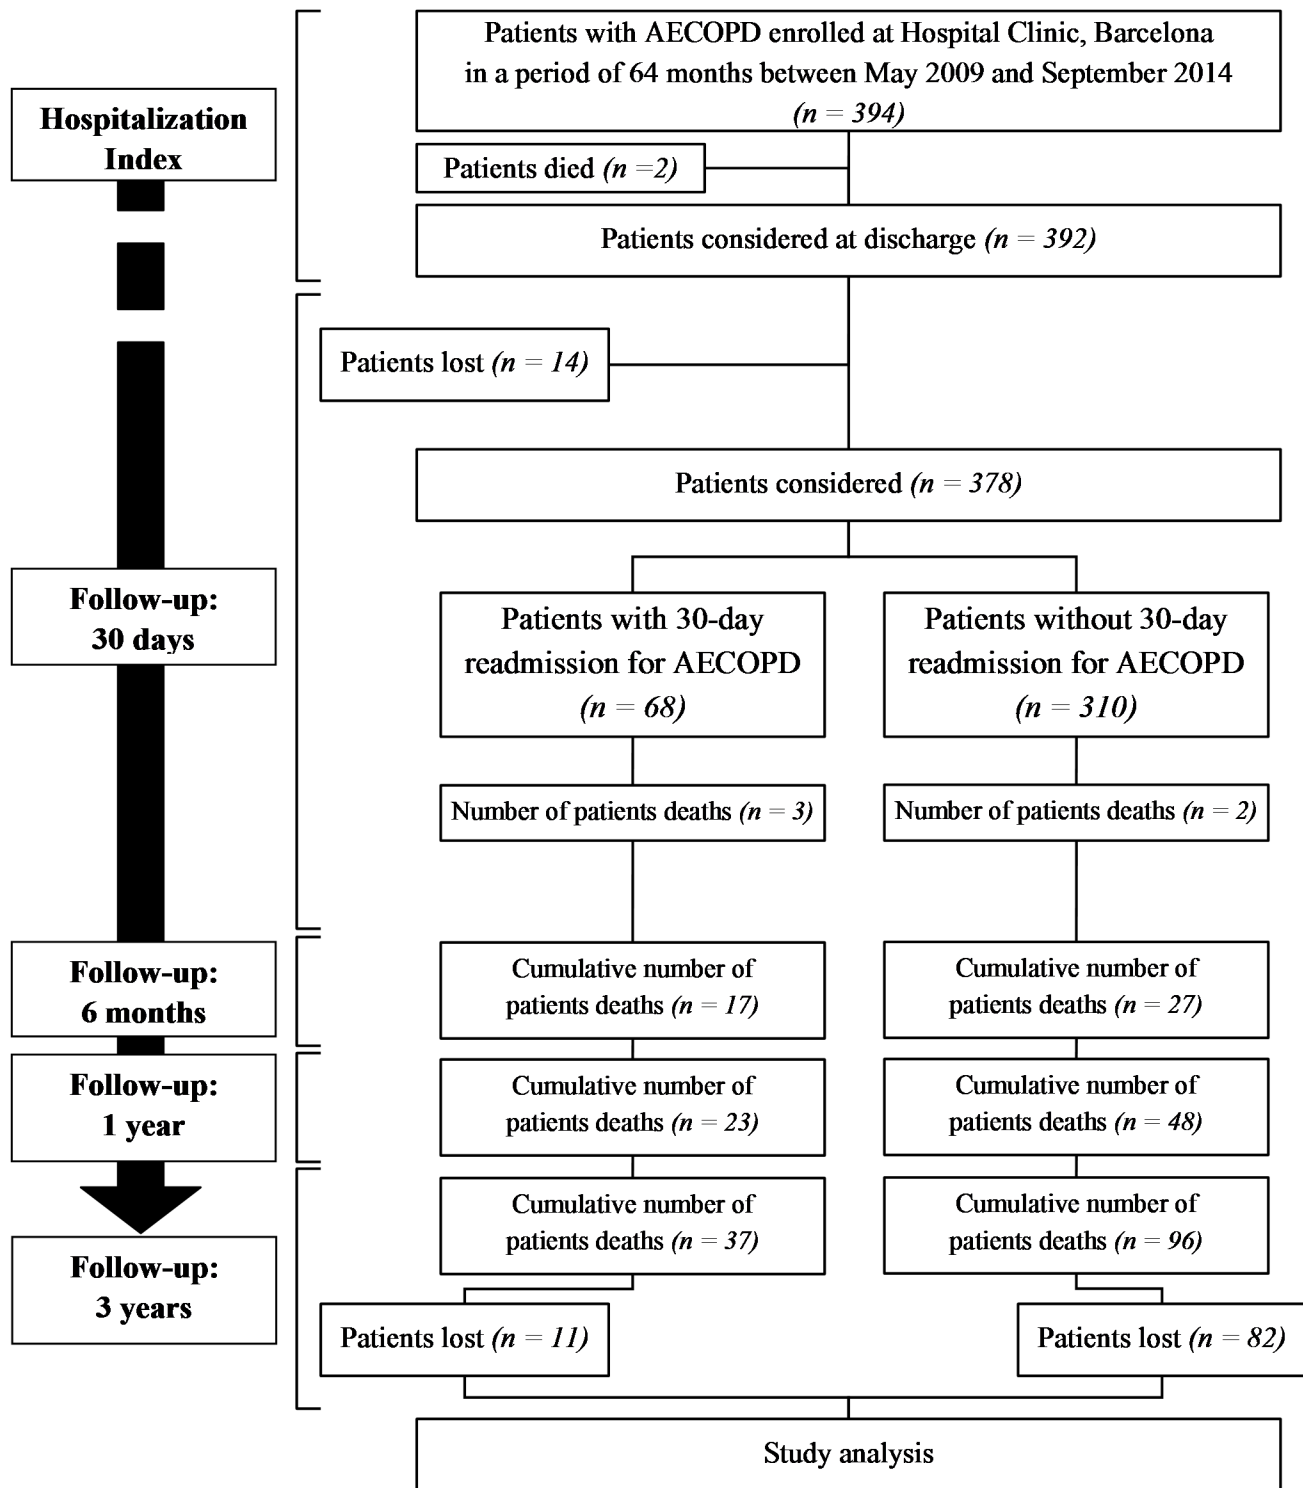 Patients with AECOPD enrolled at Hospital Clinic, Barcelona
in a period of 64 months between May 2009 and September 2014
(n = 394)
Hospitalization
Index
Patients died (n =2)
Patients considered at discharge (n = 392)
Patients lost (n = 14)
Patients considered (n = 378)
Follow-up:
30 days
Patients with 30-day
readmission for AECOPD
(n = 68)
Patients without 30-day
readmission for AECOPD
(n = 310)
Number of patients deaths (n = 3)
Number of patients deaths (n = 2)
Follow-up:
6 months
Cumulative number of
patients deaths (n = 17)
Cumulative number of
patients deaths (n = 27)
Follow-up:
1 year
Cumulative number of
patients deaths (n = 23)
Cumulative number of
patients deaths (n = 48)
Follow-up:
3 years
Cumulative number of
patients deaths (n = 37)
Cumulative number of
patients deaths (n = 96)
Patients lost (n = 11)
Patients lost (n = 82)
Study analysis